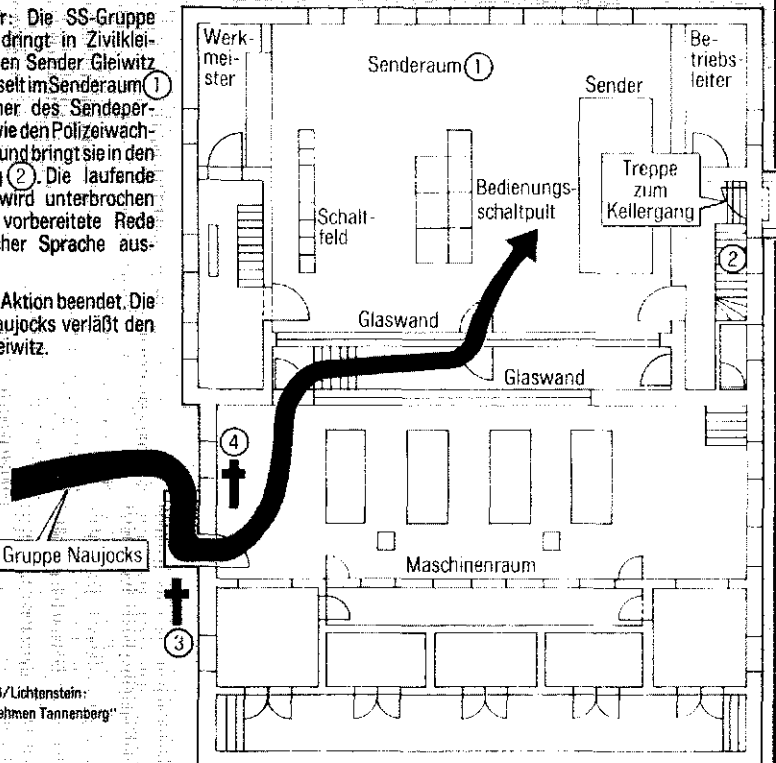 r: Die SS-Gruppe
dringt in Zivilklei-
en Sender Gleiwitz
selt im Senderaum ①
ner des Sendeper-
wie den Polizeiwach-
und bringt sie in den
②. Die laufende
wird unterbrochen
vorbereitete Rede
cher Sprache aus-
Aktion beendet. Die
aujocks verläßt den
eiwitz.
Werk-
mei-
ster
Senderaum ①
Be-
triebs-
leiter
Sender
Treppe
zum
Kellergang
Bedienungs-
schaltpult
Schalt-
feld
②
Glaswand
Glaswand
④
Gruppe Naujocks
Maschinenraum
③
/Lichtenstein:
ehmen Tannenberg"